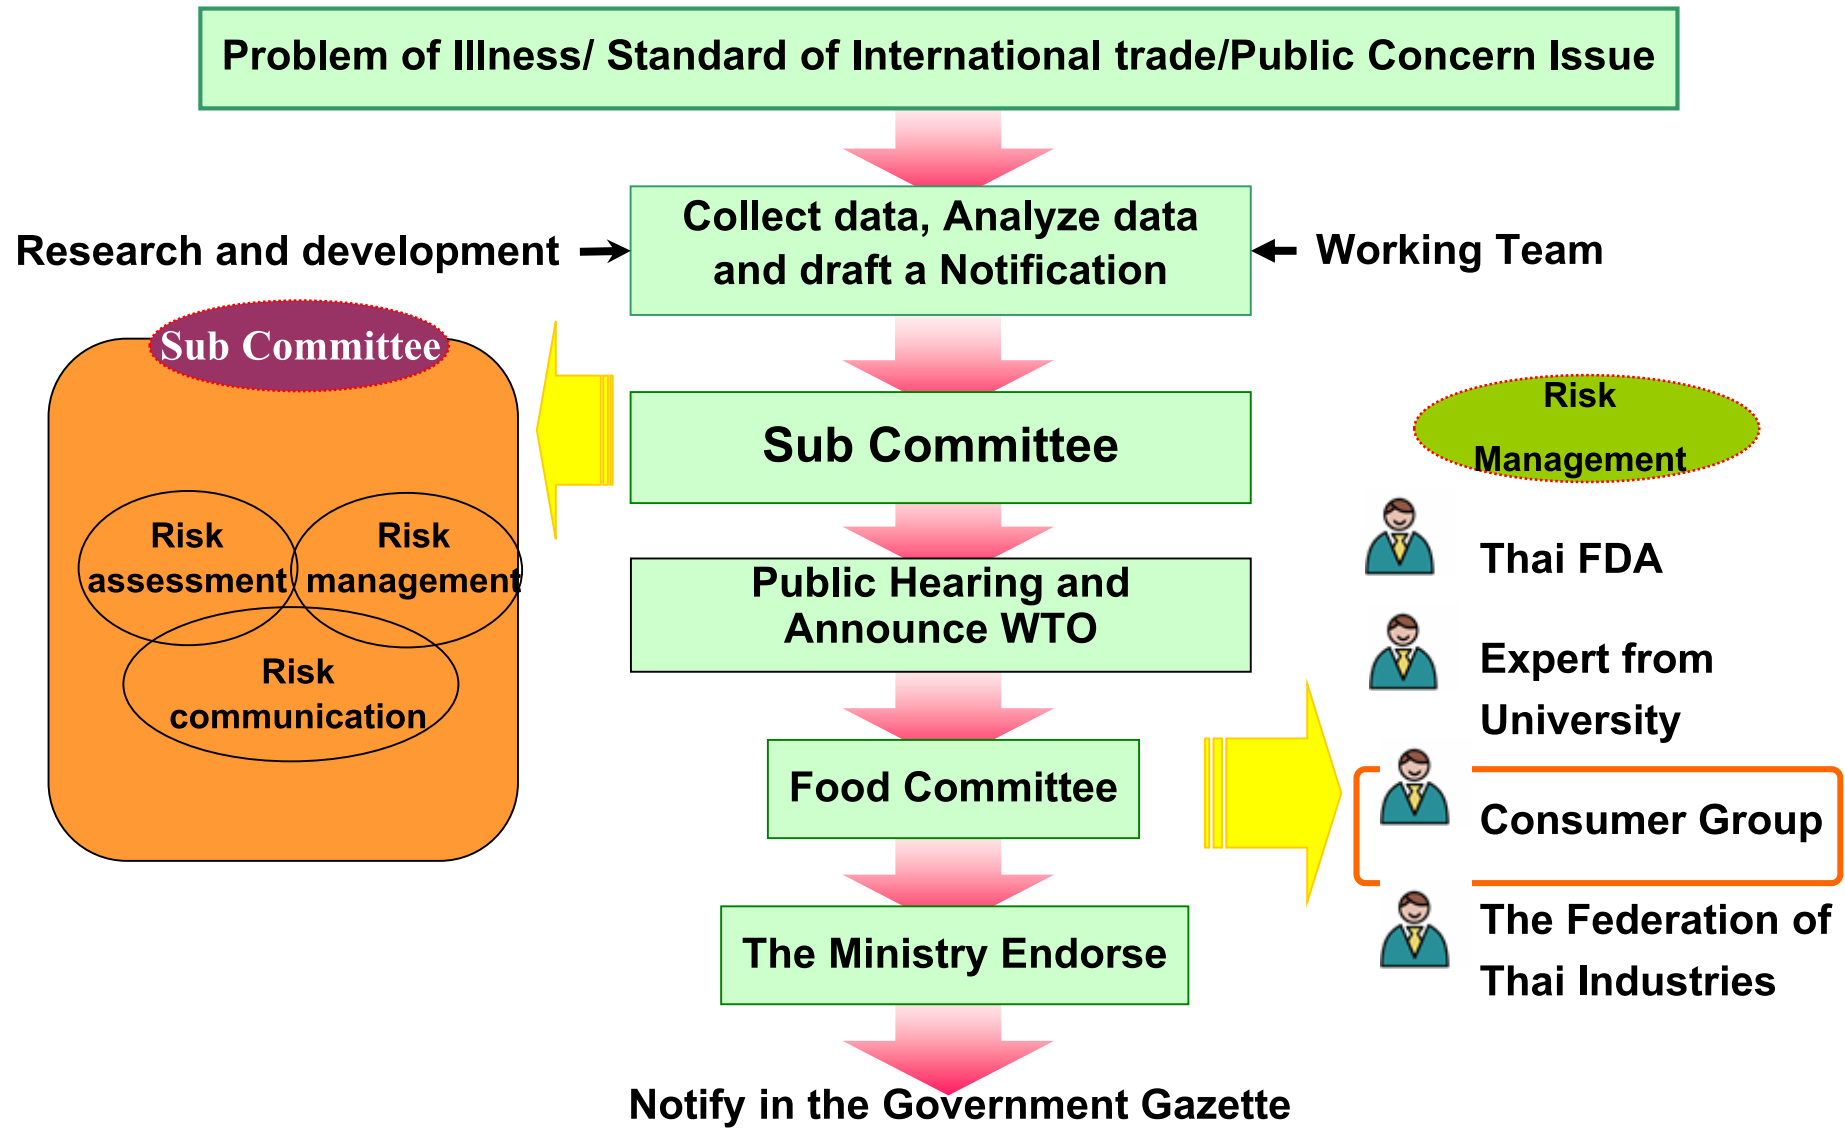 Problem of Illness/ Standard of International trade/Public Concern Issue
Collect data, Analyze data
and draft a Notification
Research and development
Working Team
Sub Committee
Risk
assessment
Risk
management
Risk
communication
Sub Committee
Public Hearing and
Announce WTO
Food Committee
The Ministry Endorse
Notify in the Government Gazette
Risk
Management
Thai FDA
Expert from
University
Consumer Group
The Federation of
Thai Industries